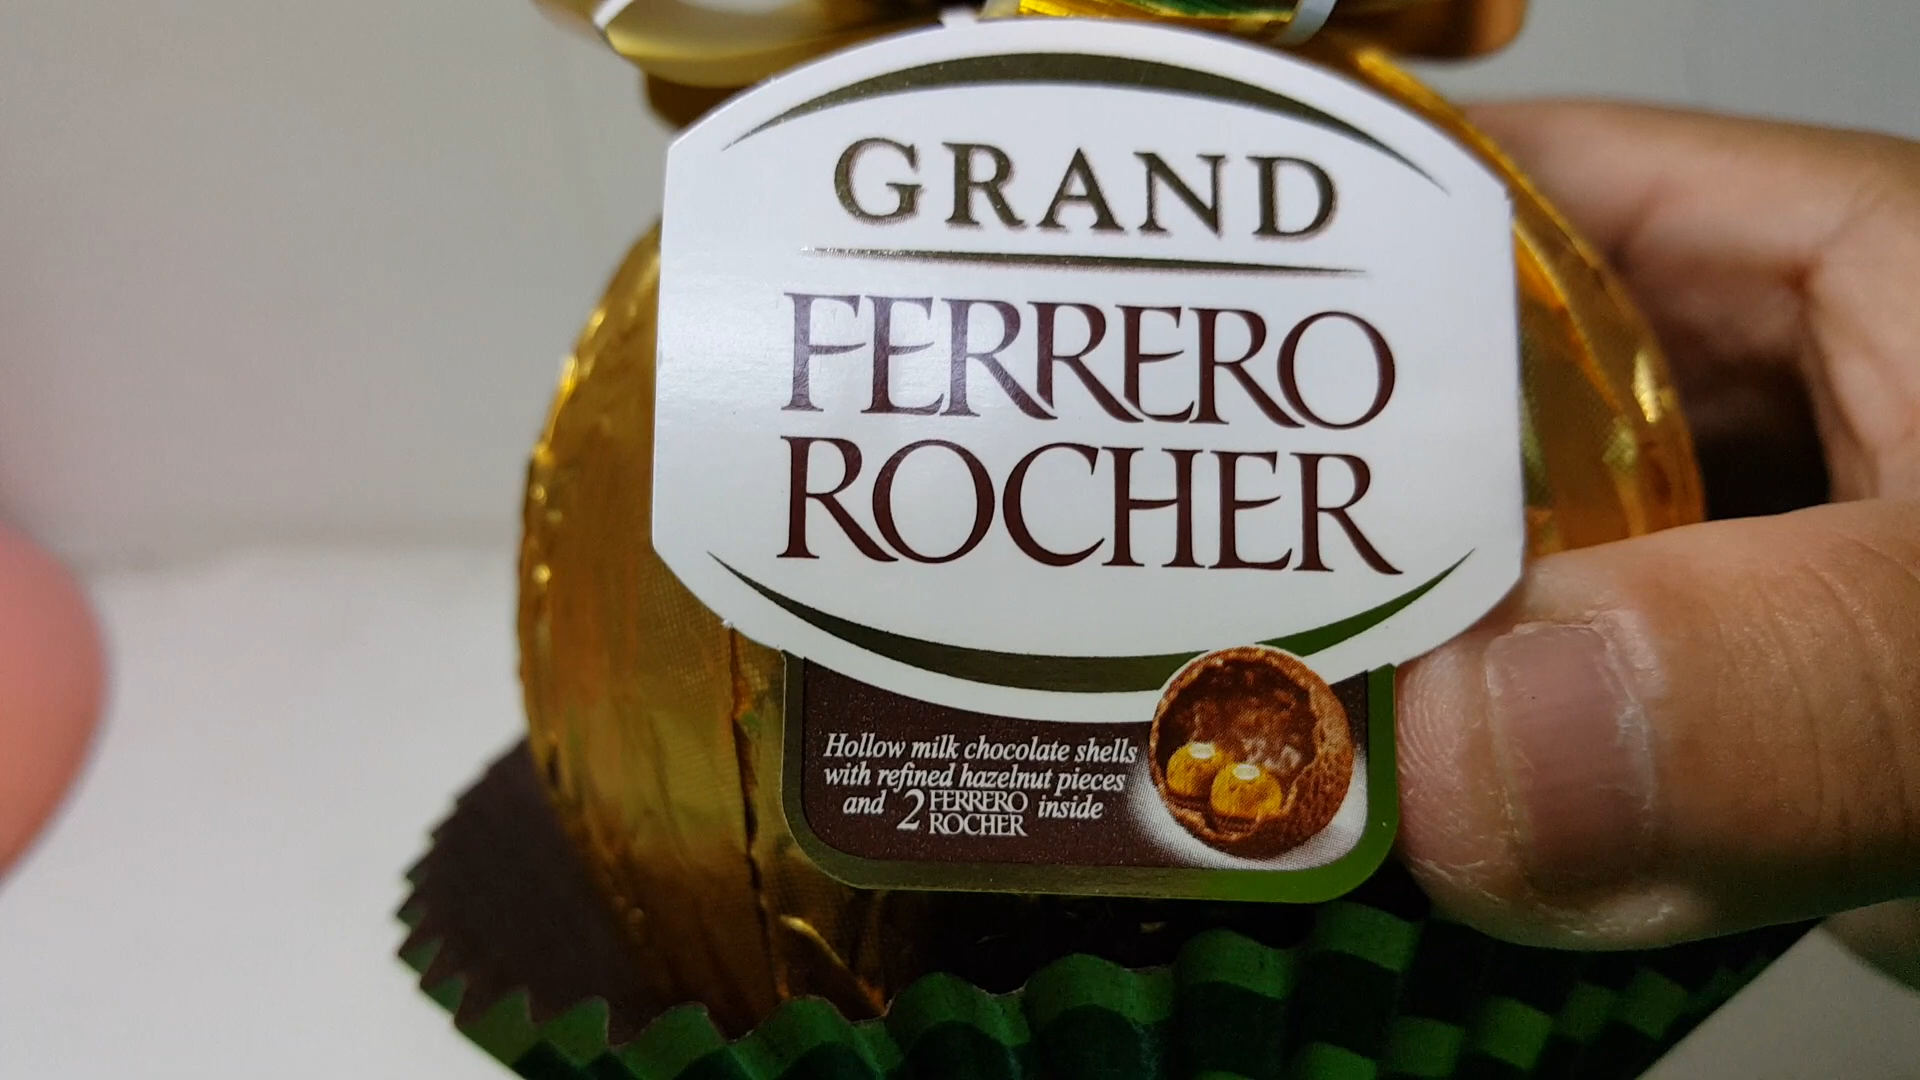 GRAND
FERRERO
ROCHER
Hollow milk chocolate shells
with refined hazelnut pieces
and 2 FERRERO ROCHER inside